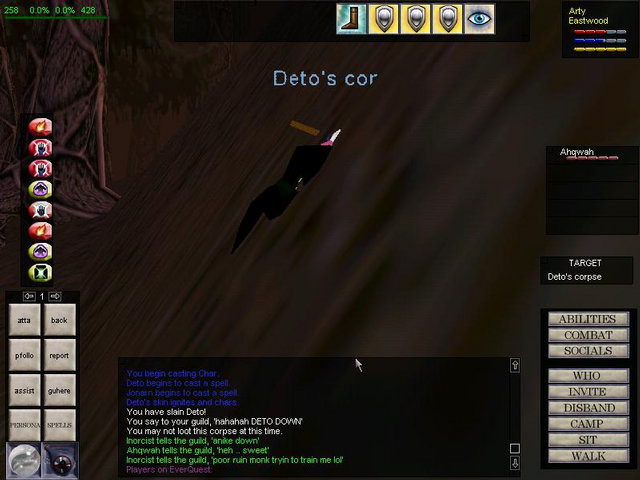 258 0.0% 0.0% 428
Arty
Eastwood
Deto's cor
Ahqwah
TARGET
Deto's corpse
1
atta back
pfollo report
assist guhere
PERSONA SPELLS
ABILITIES
COMBAT
SOCIALS
WHO
INVITE
DISBAND
CAMP
SIT
WALK
You begin casting Char.
Deto begins to cast a spell.
Jonarn begins to cast a spell.
Deto's skin ignites and chars.
You have slain Deto!
You say to your guild, 'hahahah DETO DOWN'
You may not loot this corpse at this time.
Inorcist tells the guild, 'anike down'
Ahqwah tells the guild, 'heh .. sweet'
Inorcist tells the guild, 'poor ruin monk tryin to train me lol'
Players on EverQuest: